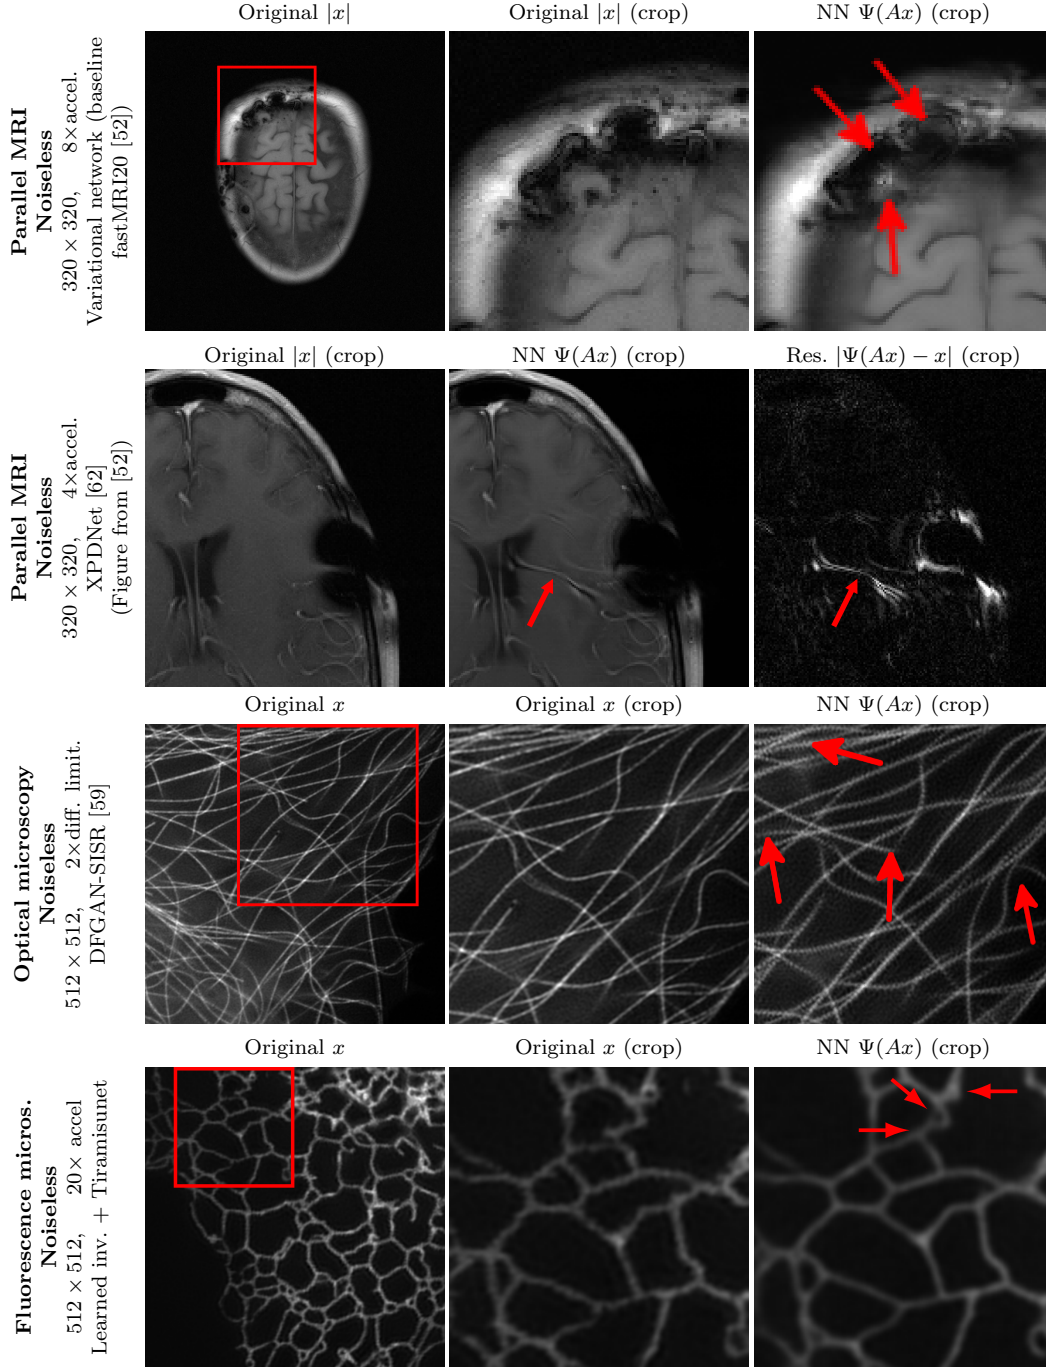 Original |x|
Original |x| (crop)
NN Ψ(Ax) (crop)
Parallel MRI
Noiseless
320 × 320, 8×accel.
Variational network (baseline
fastMRI20 [52])
Original |x| (crop)
NN Ψ(Ax) (crop)
Res. |Ψ(Ax) − x| (crop)
Parallel MRI
Noiseless
320 × 320, 4×accel.
XPDNet [62]
(Figure from [52])
Original x
Original x (crop)
NN Ψ(Ax) (crop)
Optical microscopy
Noiseless
512 × 512, 2×diff. limit.
DFGAN-SISR [59]
Original x
Original x (crop)
NN Ψ(Ax) (crop)
Fluorescence micros.
Noiseless
512 × 512, 20× accel
Learned inv. + Tiramisunet